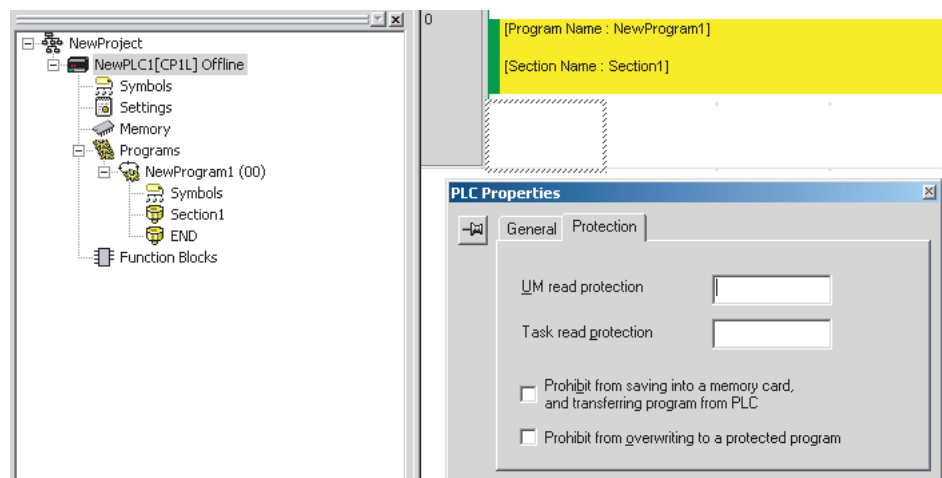 NewProject
NewPLC1[CP1L] Offline
Symbols
Settings
Memory
Programs
NewProgram1 (00)
Symbols
Section1
END
Function Blocks
0
[Program Name : NewProgram1]
[Section Name : Section1]
PLC Properties
General Protection
UM read protection
Task read protection
Prohibit from saving into a memory card,
and transferring program from PLC
Prohibit from overwriting to a protected program